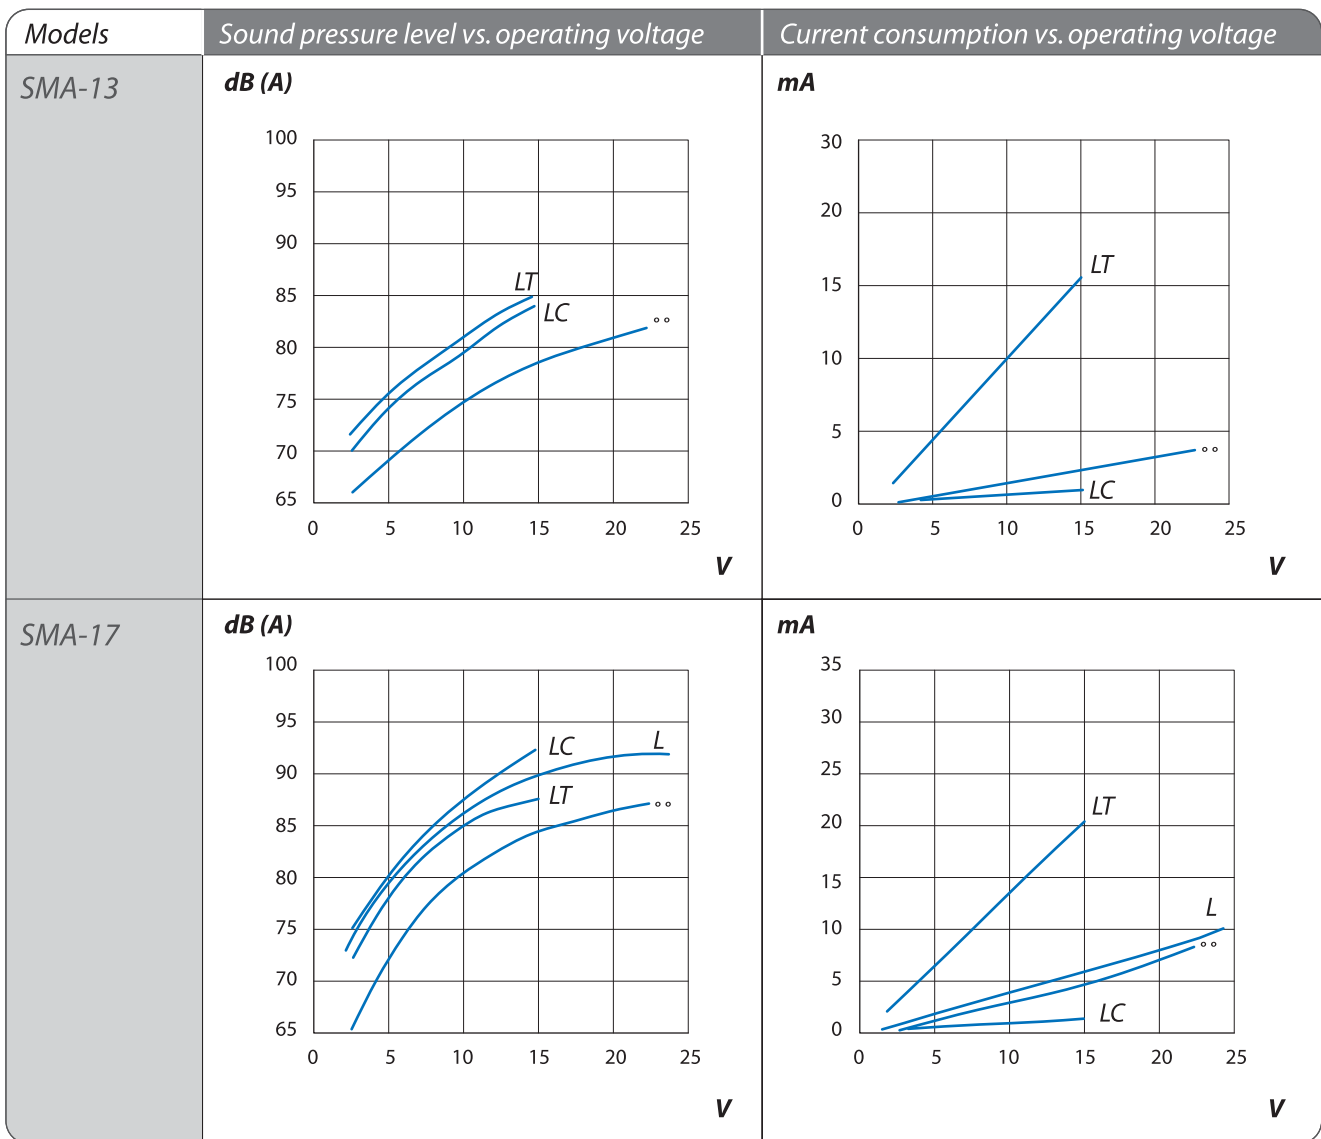 Models Sound pressure level vs. operating voltage Current consumption vs. operating voltage
SMA-13
dB (A)
100
95
90
85
80
75
70
65
0 5 10 15 20 25
V
LT
LC
°°
mA
30
20
15
10
5
0
0 5 10 15 20 25
V
LT
°°
LC
SMA-17
dB (A)
100
95
90
85
80
75
70
65
0 5 10 15 20 25
V
LC
L
LT
°°
mA
35
30
25
20
15
10
5
0
0 5 10 15 20 25
V
LT
L
°°
LC